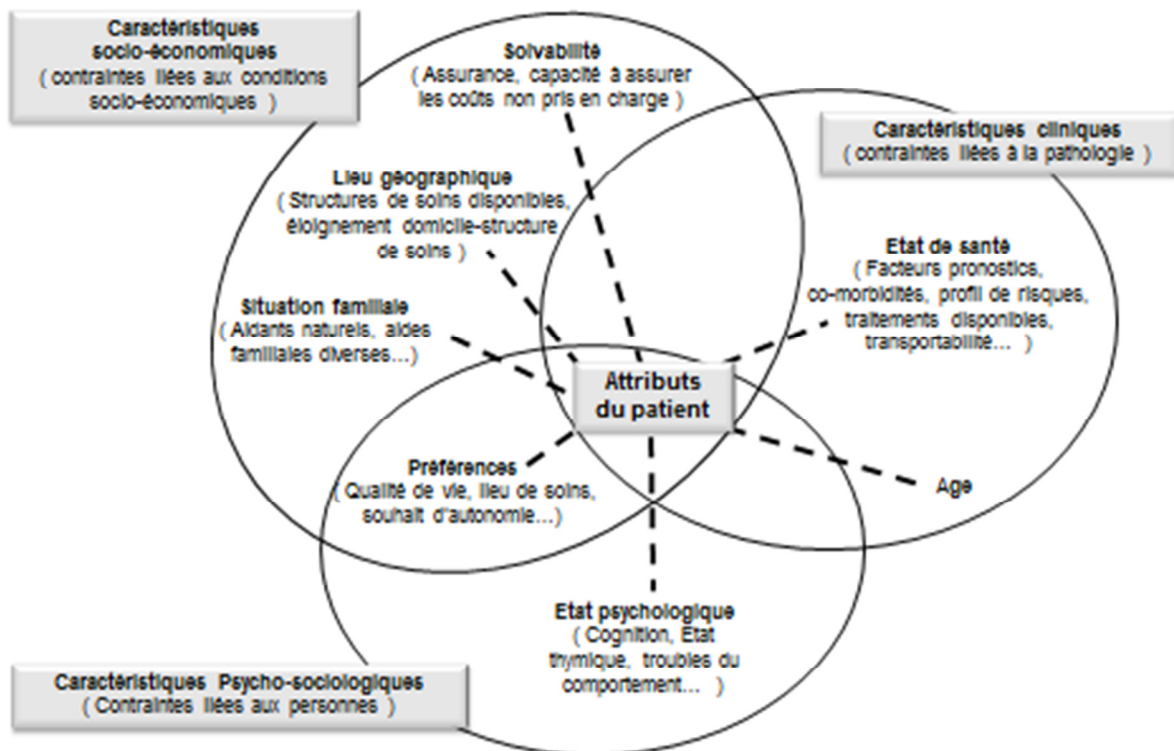 Caractéristiques
socio-économiques
( contraintes liées aux conditions
socio-économiques )
Solvabilité
( Assurance, capacité à assurer
les coûts non pris en charge )
Caractéristiques cliniques
( contraintes liées à la pathologie )
Lieu géographique
( Structures de soins disponibles,
éloignement domicile-structure
de soins )
Etat de santé
( Facteurs pronostics,
co-morbidités, profil de risques,
traitements disponibles,
transportabilité... )
Situation familiale
( Aidants naturels, aides
familiales diverses...)
Attributs
du patient
Préférences
( Qualité de vie, lieu de soins,
souhait d'autonomie...)
Age
Etat psychologique
( Cognition, Etat
thymique, troubles du
comportement... )
Caractéristiques Psycho-sociologiques
( Contraintes liées aux personnes )